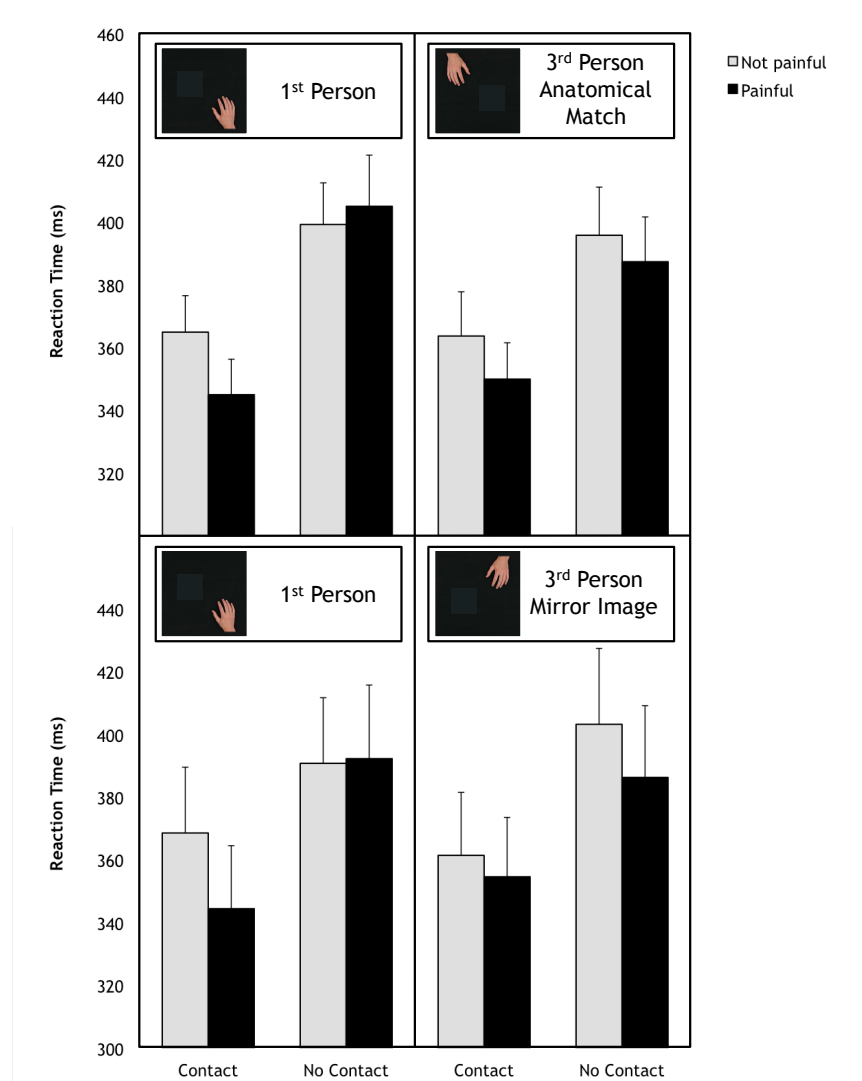 460
1st Person
3rd Person
Anatomical
Match
Not painful
Painful
440
420
400
380
360
340
320
Reaction Time (ms)
1st Person
3rd Person
Mirror Image
440
420
400
380
360
340
320
300
Reaction Time (ms)
Contact
No Contact
Contact
No Contact